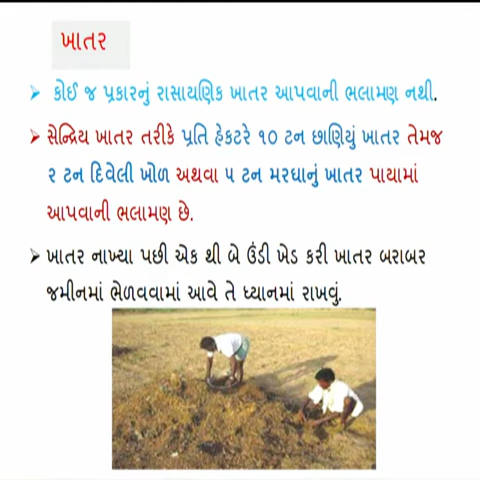 ખાતર
કોઈ જ પ્રકારનું રાસાયણિક ખાતર આપવાની ભલામણ નથી.
સેન્દ્રિય ખાતર તરીકે પ્રતિ હેકટરે ૧૦ ટન છાણિયું ખાતર તેમજ
૨ ટન દિવેલી ખોળ અથવા ૫ ટન મરઘાનું ખાતર પાયામાં
આપવાની ભલામણ છે.
ખાતર નાખ્યા પછી એક થી બે ઉંડી ખેડ કરી ખાતર બરાબર
જમીનમાં ભેળવવામાં આવે તે ધ્યાનમાં રાખવું.